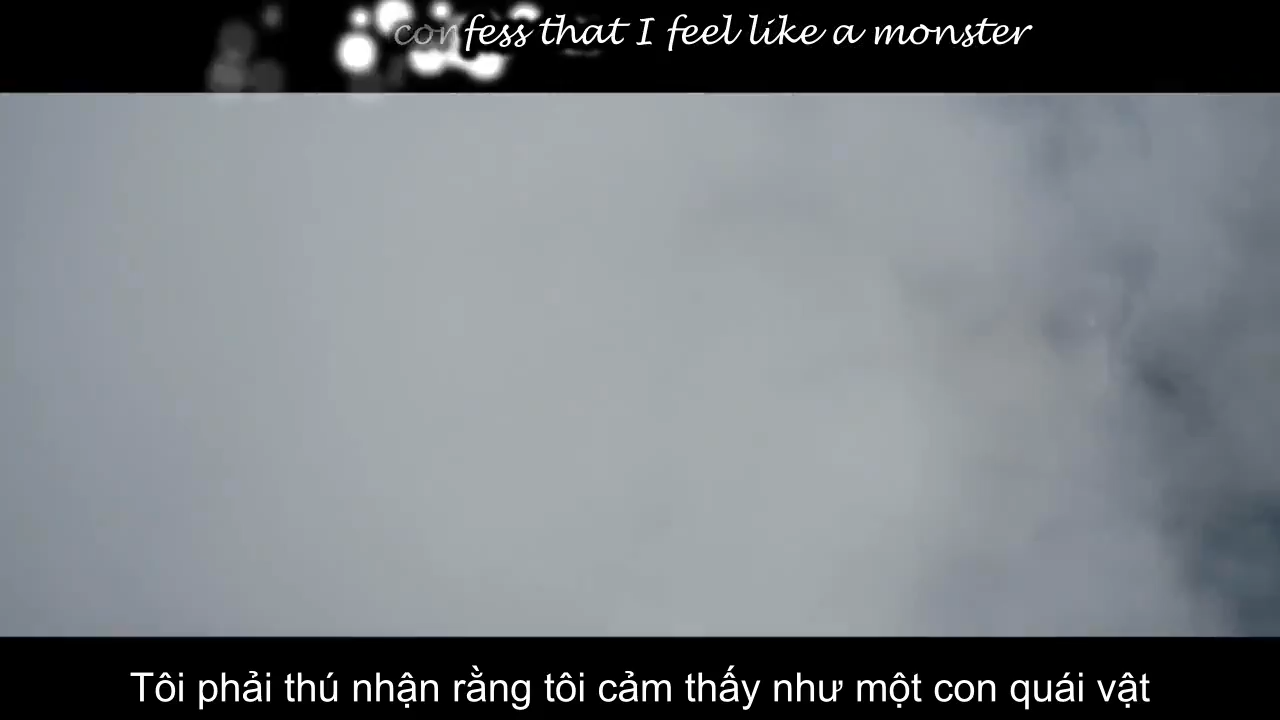 confess that I feel like a monster
Tôi phải thú nhận rằng tôi cảm thấy như một con quái vật